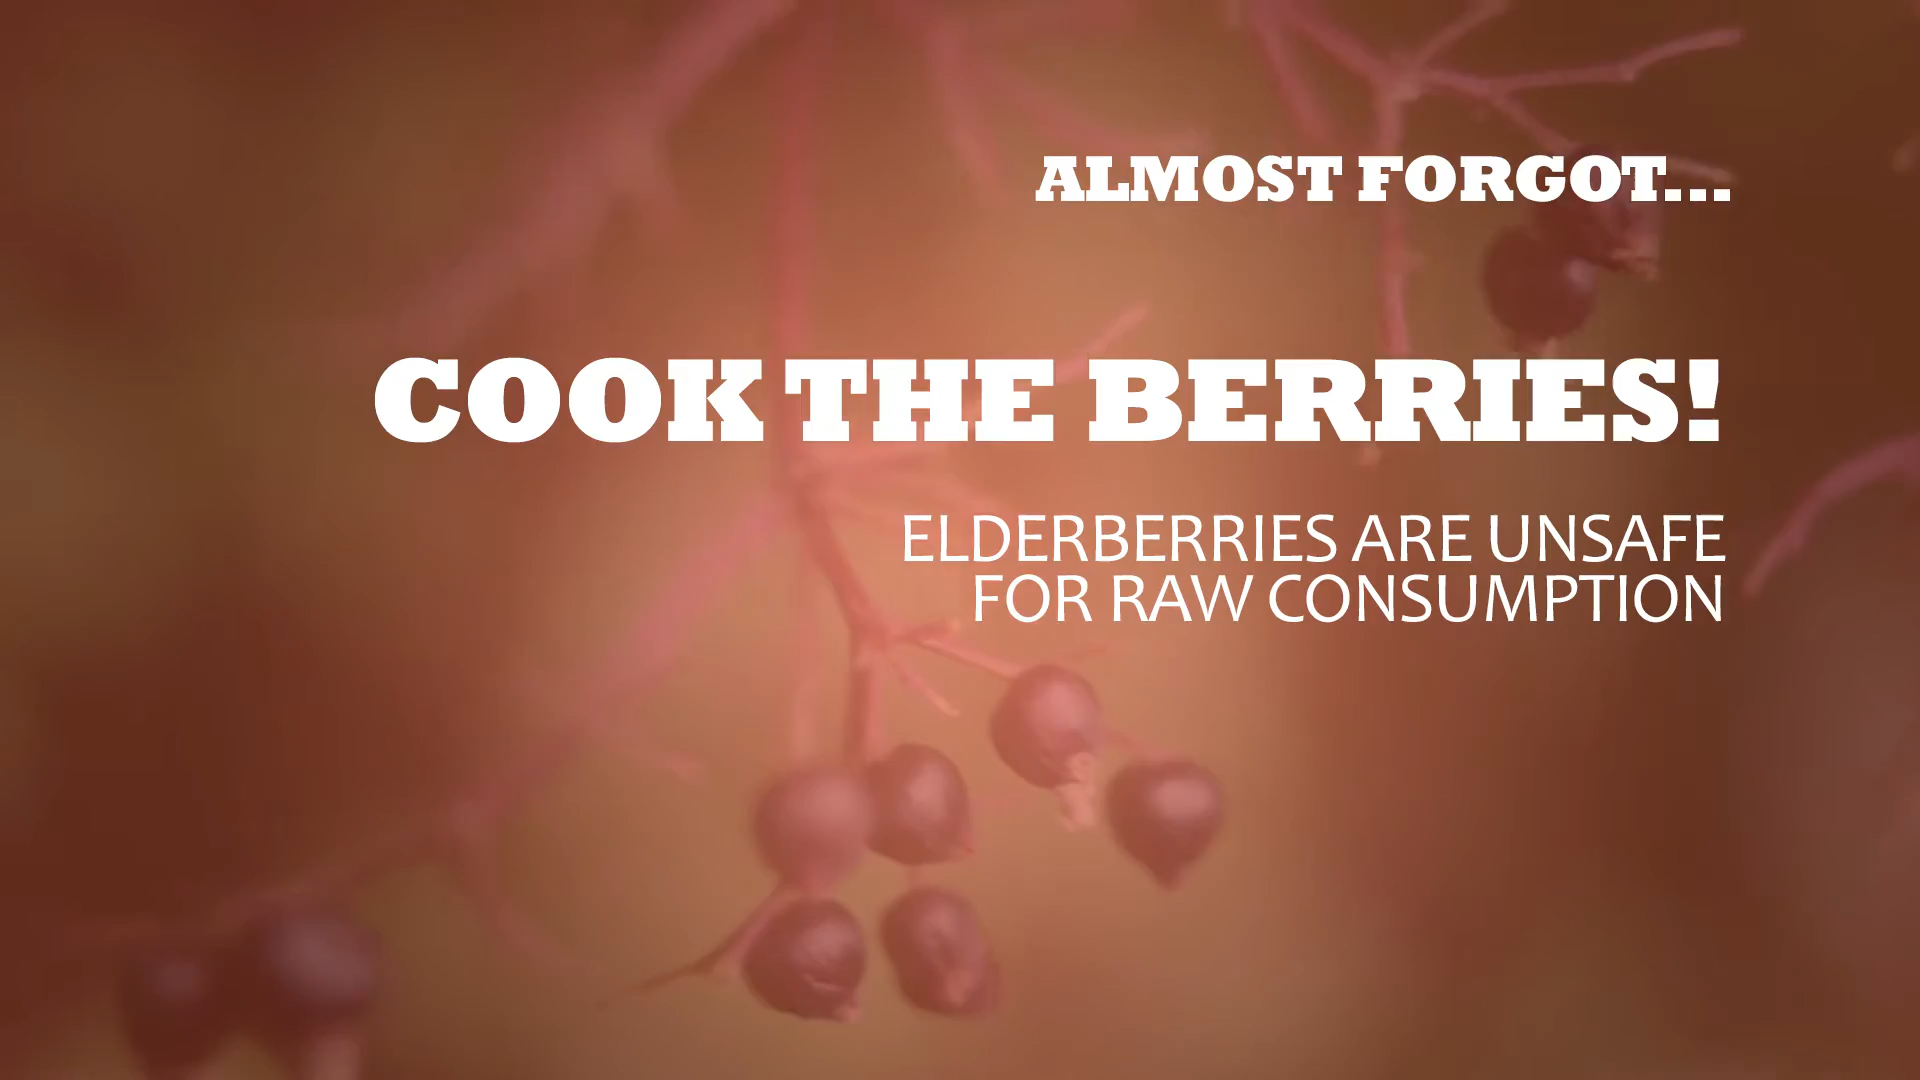 ALMOST FORGOT...
COOK THE BERRIES!
ELDERBERRIES ARE UNSAFE
FOR RAW CONSUMPTION